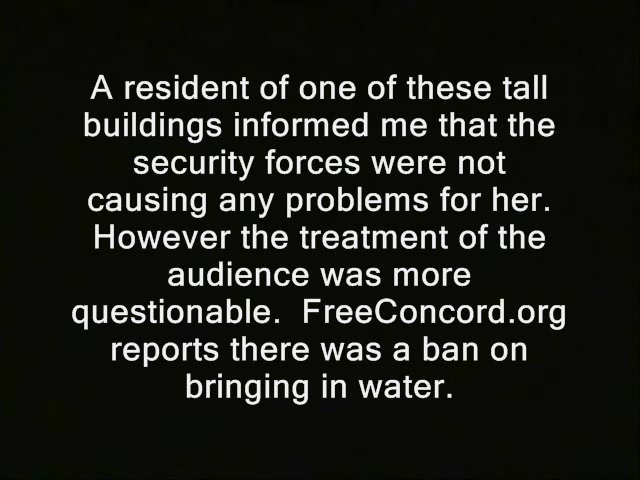 A resident of one of these tall
buildings informed me that the
security forces were not
causing any problems for her.
However the treatment of the
audience was more
questionable.  FreeConcord.org
reports there was a ban on
bringing in water.